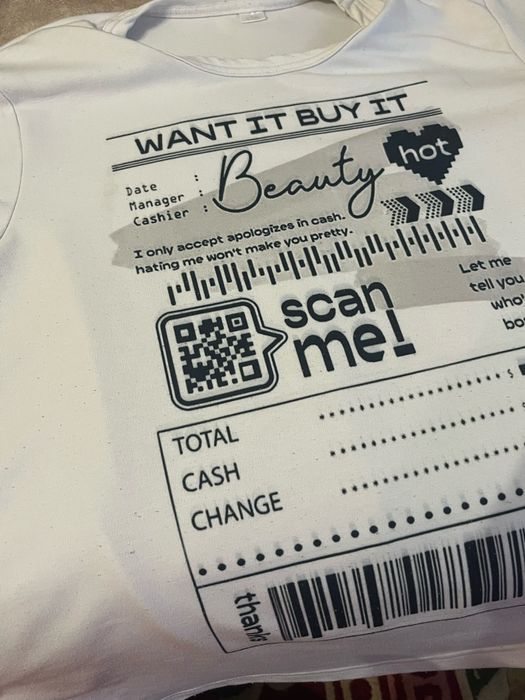 WANT IT BUY IT
Beauty
hot
Date :
Manager :
Cashier :
I only accept apologizes in cash.
hating me won't make you pretty.
scan
me!
Let me
tell you
TOTAL
$
CASH
CHANGE